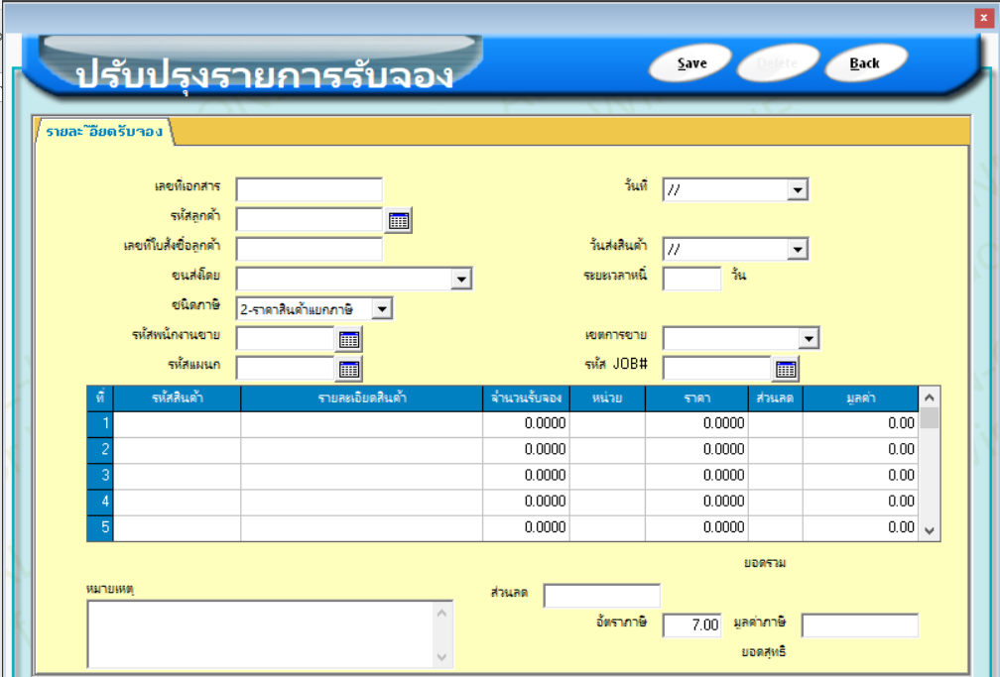 x
ปรับปรุงรายการรับจอง
Save Delete Back
รายละเอียดรับจอง
เลขที่เอกสาร วันที่ //
รหัสลูกค้า
เลขที่ใบสั่งซื้อลูกค้า วันส่งสินค้า //
ขนส่งโดย ระยะเวลาหนี้ วัน
ชนิดภาษี 2-ราคาสินค้าแยกภาษี
รหัสพนักงานขาย เขตการขาย
รหัสแผนก รหัส JOB#
ที่ รหัสสินค้า รายละเอียดสินค้า จำนวนรับจอง หน่วย ราคา ส่วนลด มูลค่า
1 0.0000 0.0000 0.00
2 0.0000 0.0000 0.00
3 0.0000 0.0000 0.00
4 0.0000 0.0000 0.00
5 0.0000 0.0000 0.00
ยอดรวม
หมายเหตุ ส่วนลด
อัตราภาษี 7.00 มูลค่าภาษี
ยอดสุทธิ